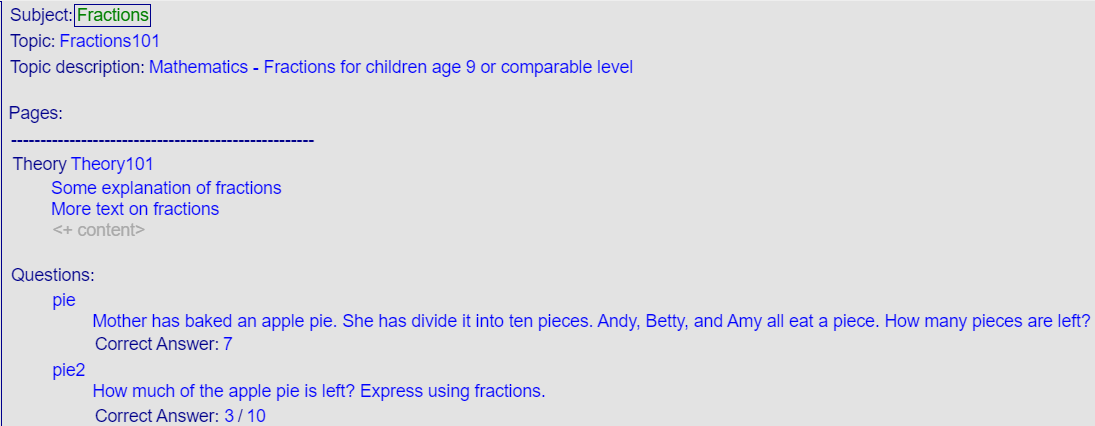 Subject: Fractions
Topic: Fractions101
Topic description: Mathematics - Fractions for children age 9 or comparable level
Pages:
----------------------------------------------------
Theory Theory101
Some explanation of fractions
More text on fractions
<+ content>
Questions:
pie
Mother has baked an apple pie. She has divide it into ten pieces. Andy, Betty, and Amy all eat a piece. How many pieces are left?
Correct Answer: 7
pie2
How much of the apple pie is left? Express using fractions.
Correct Answer: 3 / 10